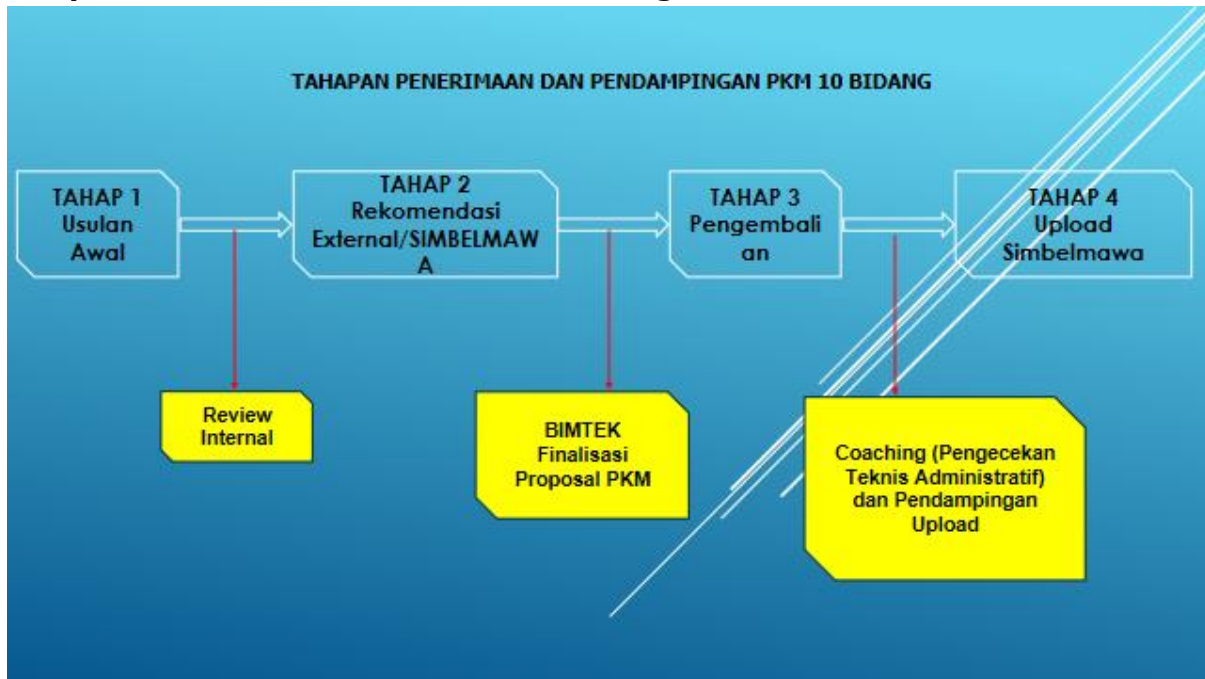 TAHAPAN PENERIMAAN DAN PENDAMPINGAN PKM 10 BIDANG
TAHAP 1
Usulan
Awal
TAHAP 2
Rekomendasi
External/SIMBELMAW
A
TAHAP 3
Pengembali
an
TAHAP 4
Upload
Simbelmawa
Review
Internal
BIMTEK
Finalisasi
Proposal PKM
Coaching (Pengecekan
Teknis Administratif)
dan Pendampingan
Upload